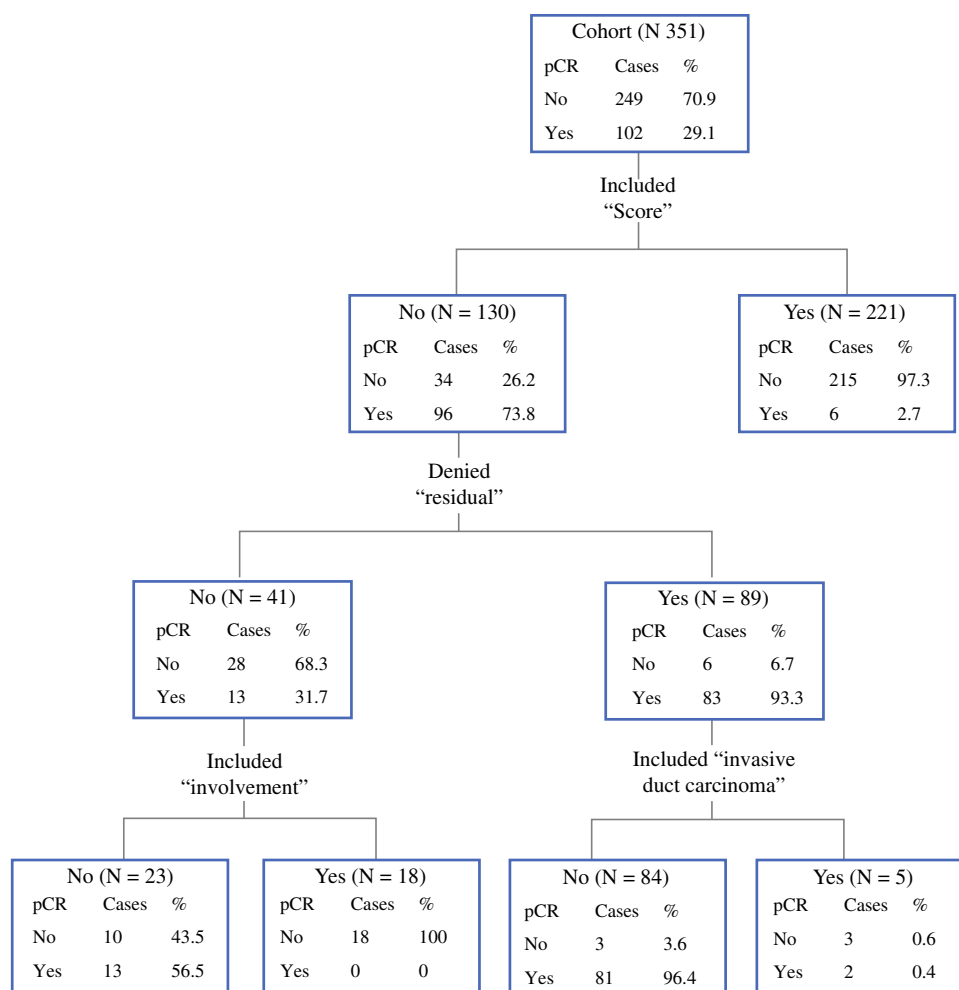 Cohort (N 351)
pCR Cases %
No 249 70.9
Yes 102 29.1
Included
“Score”
No (N = 130)
pCR Cases %
No 34 26.2
Yes 96 73.8
Yes (N = 221)
pCR Cases %
No 215 97.3
Yes 6 2.7
Denied
“residual”
No (N = 41)
pCR Cases %
No 28 68.3
Yes 13 31.7
Yes (N = 89)
pCR Cases %
No 6 6.7
Yes 83 93.3
Included
“involvement”
Included “invasive
duct carcinoma”
No (N = 23)
pCR Cases %
No 10 43.5
Yes 13 56.5
Yes (N = 18)
pCR Cases %
No 18 100
Yes 0 0
No (N = 84)
pCR Cases %
No 3 3.6
Yes 81 96.4
Yes (N = 5)
pCR Cases %
No 3 0.6
Yes 2 0.4